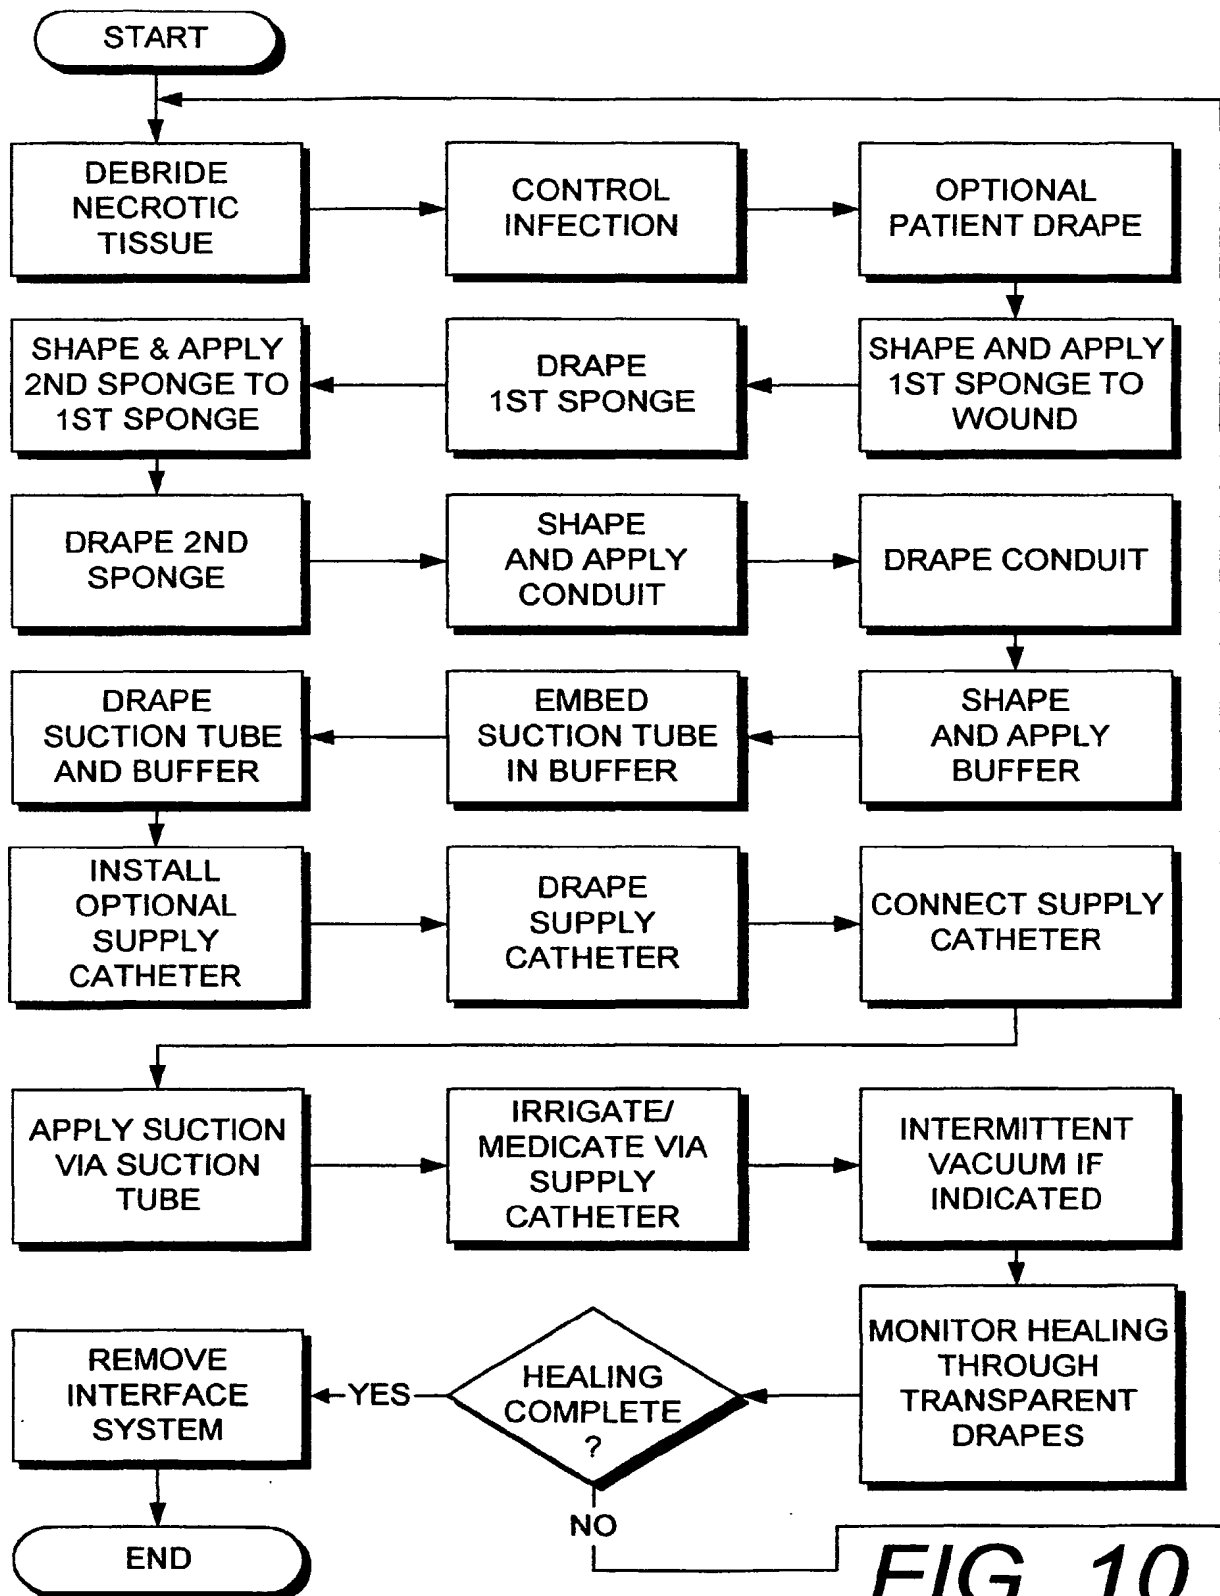 START
DEBRIDE
NECROTIC
TISSUE
CONTROL
INFECTION
OPTIONAL
PATIENT DRAPE
SHAPE AND APPLY
1ST SPONGE TO
WOUND
DRAPE
1ST SPONGE
SHAPE & APPLY
2ND SPONGE TO
1ST SPONGE
DRAPE 2ND
SPONGE
SHAPE
AND APPLY
CONDUIT
DRAPE CONDUIT
SHAPE
AND APPLY
BUFFER
EMBED
SUCTION TUBE
IN BUFFER
DRAPE
SUCTION TUBE
AND BUFFER
INSTALL
OPTIONAL
SUPPLY
CATHETER
DRAPE
SUPPLY
CATHETER
CONNECT SUPPLY
CATHETER
APPLY SUCTION
VIA SUCTION
TUBE
IRRIGATE/
MEDICATE VIA
SUPPLY
CATHETER
INTERMITTENT
VACUUM IF
INDICATED
MONITOR HEALING
THROUGH
TRANSPARENT
DRAPES
HEALING
COMPLETE
?
YES
REMOVE
INTERFACE
SYSTEM
NO
END
FIG. 10